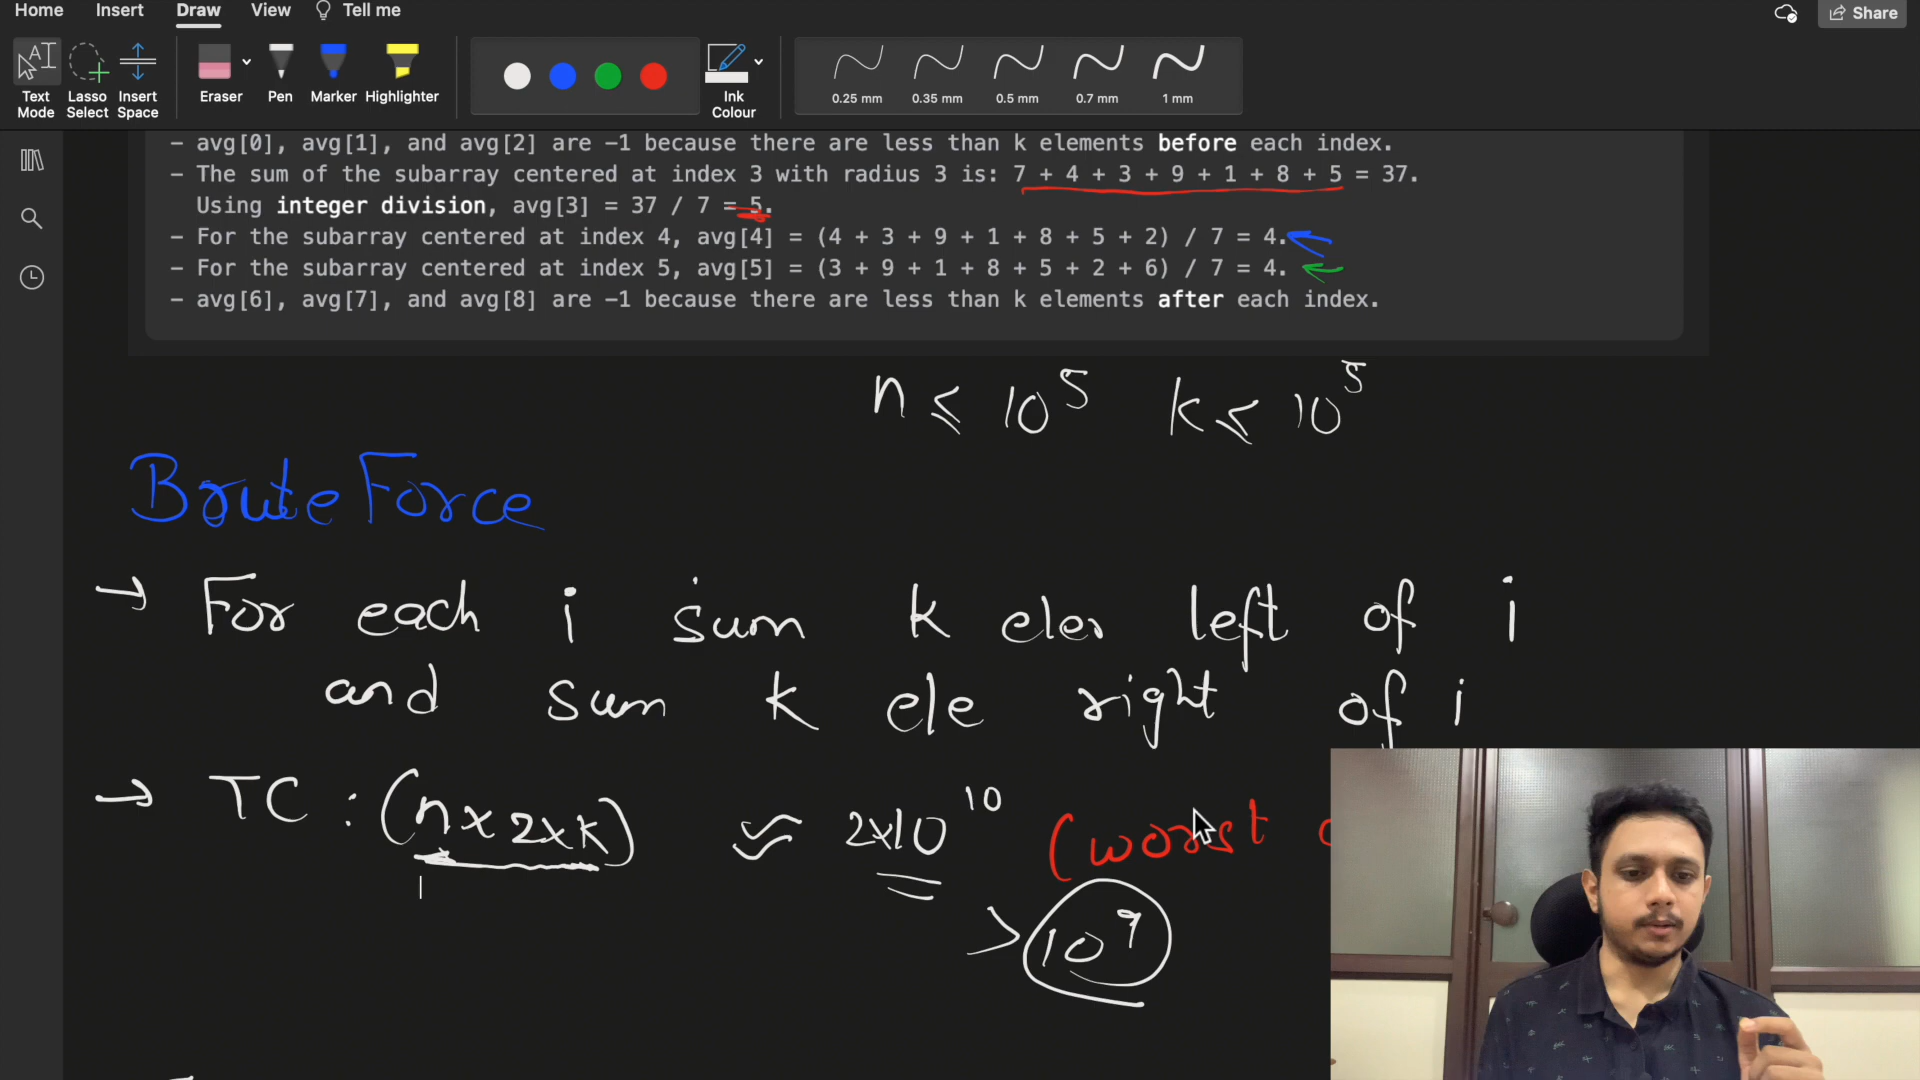 Home Insert Draw View Tell me Share
Text Mode Lasso Select Insert Space Eraser Pen Marker Highlighter Ink Colour 0.25 mm 0.35 mm 0.5 mm 0.7 mm 1 mm
– avg[0], avg[1], and avg[2] are -1 because there are less than k elements before each index.
– The sum of the subarray centered at index 3 with radius 3 is: 7 + 4 + 3 + 9 + 1 + 8 + 5 = 37.
Using integer division, avg[3] = 37 / 7 = 5.
– For the subarray centered at index 4, avg[4] = (4 + 3 + 9 + 1 + 8 + 5 + 2) / 7 = 4.
– For the subarray centered at index 5, avg[5] = (3 + 9 + 1 + 8 + 5 + 2 + 6) / 7 = 4.
– avg[6], avg[7], and avg[8] are -1 because there are less than k elements after each index.
n ≤ 10^5 k ≤ 10^5
Brute Force
→ For each i sum k eles left of i
and sum k ele right of i
→ TC : (n x 2 x k) ≈ 2x10^10 (worst
> 10^9